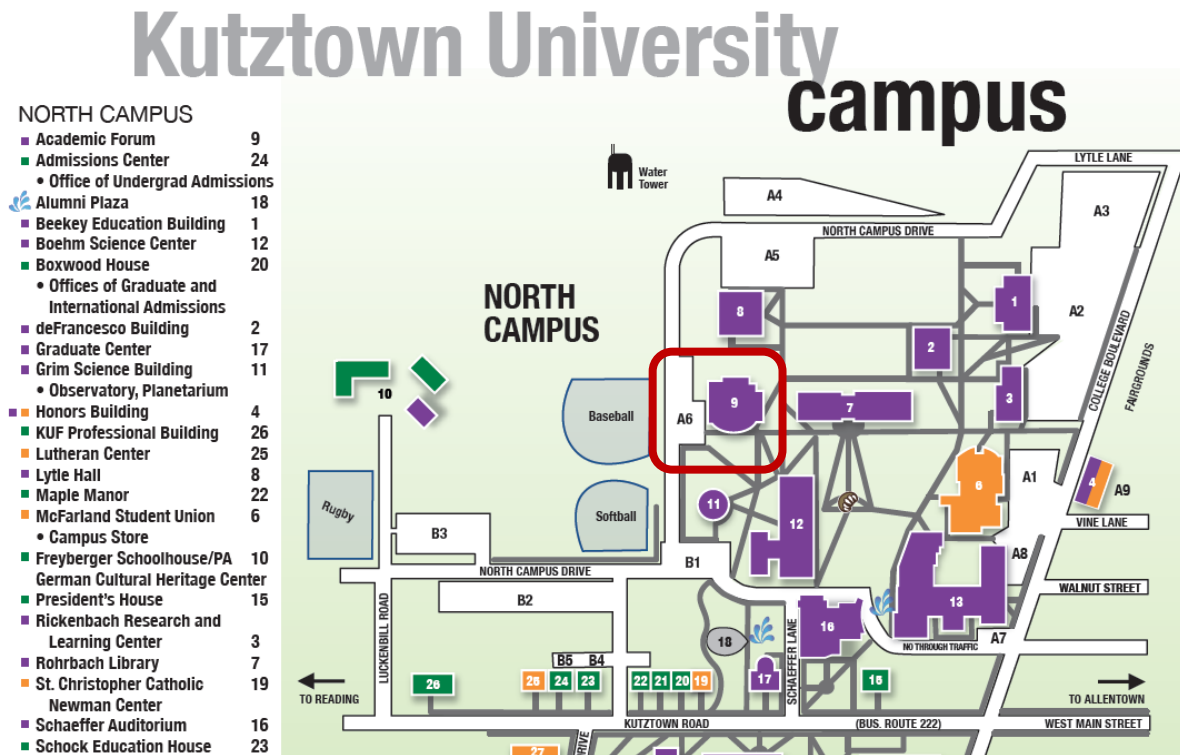 Kutztown University
campus
NORTH CAMPUS
Academic Forum 9
Admissions Center 24
• Office of Undergrad Admissions
Alumni Plaza 18
Beekey Education Building 1
Boehm Science Center 12
Boxwood House 20
• Offices of Graduate and
International Admissions
deFrancesco Building 2
Graduate Center 17
Grim Science Building 11
• Observatory, Planetarium
Honors Building 4
KUF Professional Building 26
Lutheran Center 25
Lytle Hall 8
Maple Manor 22
McFarland Student Union 6
• Campus Store
Freyberger Schoolhouse/PA 10
German Cultural Heritage Center
President's House 15
Rickenbach Research and
Learning Center 3
Rohrbach Library 7
St. Christopher Catholic 19
Newman Center
Schaeffer Auditorium 16
Schock Education House 23
Water
Tower
LYTLE LANE
A4
A3
NORTH CAMPUS DRIVE
A5
NORTH
CAMPUS
8
1
A2
2
COLLEGE BOULEVARD
FAIRGROUNDS
10
Baseball
A6
9
7
3
6
A1
4
A9
Rugby
Softball
11
12
VINE LANE
B3
A8
NORTH CAMPUS DRIVE
B1
B2
WALNUT STREET
13
LUCKENBILL ROAD
18
16
A7
NO THROUGH TRAFFIC
SCHAEFFER LANE
B5 B4
TO READING
26
25
24
23
22
21
20
19
17
15
TO ALLENTOWN
KUTZTOWN ROAD
(BUS. ROUTE 222)
WEST MAIN STREET
27
DRIVE